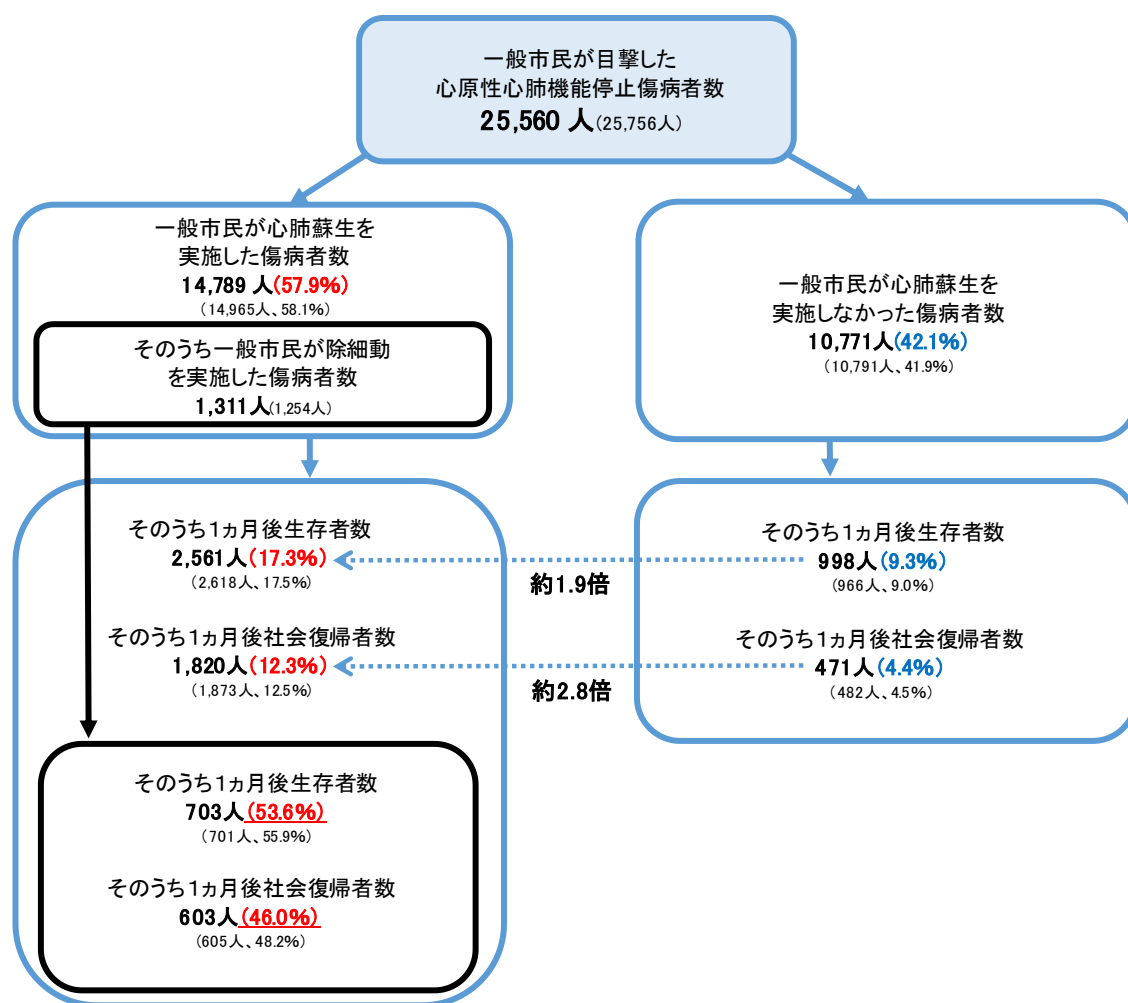 一般市民が目撃した
心原性心肺機能停止傷病者数
25,560 人(25,756人)
一般市民が心肺蘇生を
実施した傷病者数
14,789 人(57.9%)
(14,965人、58.1%)
そのうち一般市民が除細動
を実施した傷病者数
1,311人(1,254人)
一般市民が心肺蘇生を
実施しなかった傷病者数
10,771人(42.1%)
(10,791人、41.9%)
そのうち1ヵ月後生存者数
2,561人(17.3%)
(2,618人、17.5%)
約1.9倍
そのうち1ヵ月後生存者数
998人(9.3%)
(966人、9.0%)
そのうち1ヵ月後社会復帰者数
1,820人(12.3%)
(1,873人、12.5%)
約2.8倍
そのうち1ヵ月後社会復帰者数
471人(4.4%)
(482人、4.5%)
そのうち1ヵ月後生存者数
703人(53.6%)
(701人、55.9%)
そのうち1ヵ月後社会復帰者数
603人(46.0%)
(605人、48.2%)